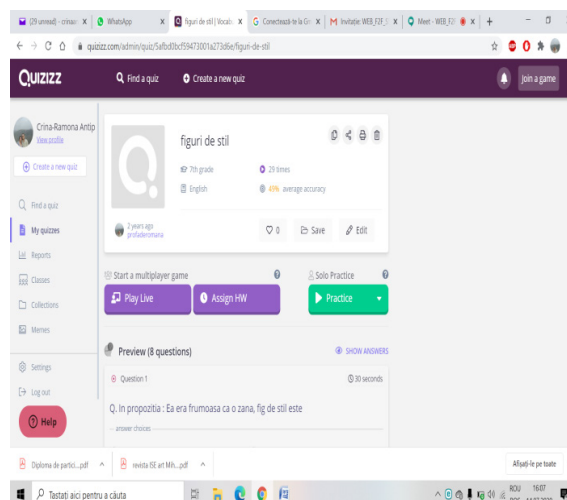 (29 unread) - crinaa
WhatsApp
figuri de stil | Vocabu
Conectează-te la Go
Invitație: WEB_F2F_
Meet - WEB_F2F
quizizz.com/admin/quiz/5afbd0bcf59473001a273d6e/figuri-de-stil
Quizizz
Find a quiz
Create a new quiz
Join a game
Crina-Ramona Antip
View profile
Create a new quiz
Find a quiz
My quizzes
Reports
Classes
Collections
Memes
Settings
Log out
Help
figuri de stil
7th grade
29 times
English
average accuracy
2 years ago
profaderomana
0
Save
Edit
Start a multiplayer game
Solo Practice
Play Live
Assign HW
Practice
Preview (8 questions)
SHOW ANSWERS
Question 1
30 seconds
Q. In propozitia : Ea era frumoasa ca o zana, fig de stil este
answer choices
Diploma de partici....pdf
revista ISE art Mih....pdf
Afișați-le pe toate
Tastați aici pentru a căuta
ROU
16:07